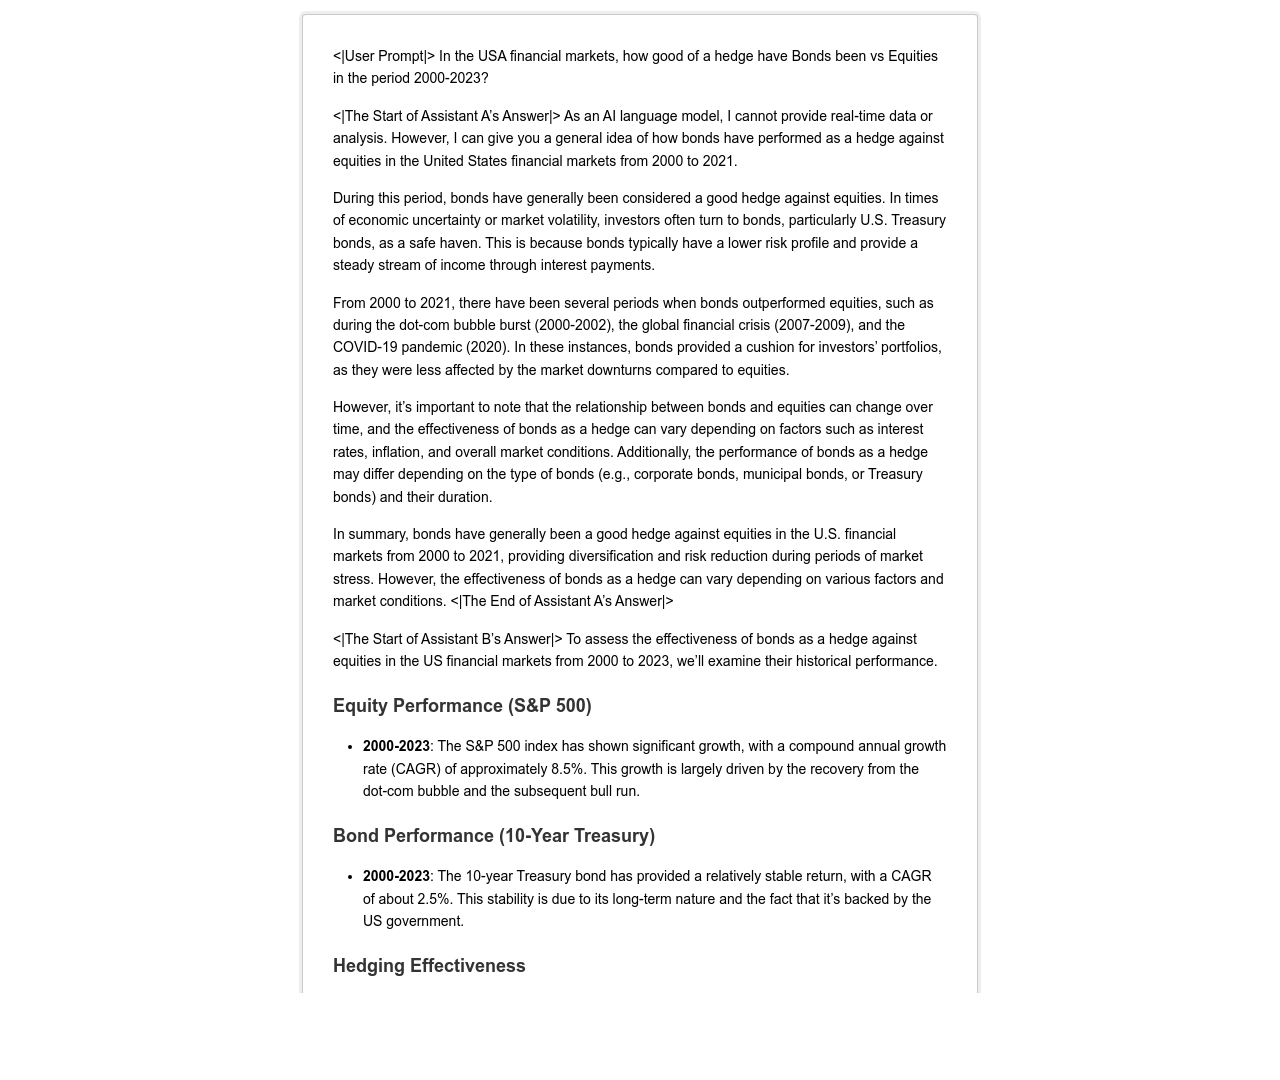 <|User Prompt|> In the USA financial markets, how good of a hedge have Bonds been vs Equities
in the period 2000-2023?
<|The Start of Assistant A’s Answer|> As an AI language model, I cannot provide real-time data or
analysis. However, I can give you a general idea of how bonds have performed as a hedge against
equities in the United States financial markets from 2000 to 2021.
During this period, bonds have generally been considered a good hedge against equities. In times
of economic uncertainty or market volatility, investors often turn to bonds, particularly U.S. Treasury
bonds, as a safe haven. This is because bonds typically have a lower risk profile and provide a
steady stream of income through interest payments.
From 2000 to 2021, there have been several periods when bonds outperformed equities, such as
during the dot-com bubble burst (2000-2002), the global financial crisis (2007-2009), and the
COVID-19 pandemic (2020). In these instances, bonds provided a cushion for investors’ portfolios,
as they were less affected by the market downturns compared to equities.
However, it’s important to note that the relationship between bonds and equities can change over
time, and the effectiveness of bonds as a hedge can vary depending on factors such as interest
rates, inflation, and overall market conditions. Additionally, the performance of bonds as a hedge
may differ depending on the type of bonds (e.g., corporate bonds, municipal bonds, or Treasury
bonds) and their duration.
In summary, bonds have generally been a good hedge against equities in the U.S. financial
markets from 2000 to 2021, providing diversification and risk reduction during periods of market
stress. However, the effectiveness of bonds as a hedge can vary depending on various factors and
market conditions. <|The End of Assistant A’s Answer|>
<|The Start of Assistant B’s Answer|> To assess the effectiveness of bonds as a hedge against
equities in the US financial markets from 2000 to 2023, we’ll examine their historical performance.
Equity Performance (S&P 500)
• 2000-2023: The S&P 500 index has shown significant growth, with a compound annual growth
rate (CAGR) of approximately 8.5%. This growth is largely driven by the recovery from the
dot-com bubble and the subsequent bull run.
Bond Performance (10-Year Treasury)
• 2000-2023: The 10-year Treasury bond has provided a relatively stable return, with a CAGR
of about 2.5%. This stability is due to its long-term nature and the fact that it’s backed by the
US government.
Hedging Effectiveness